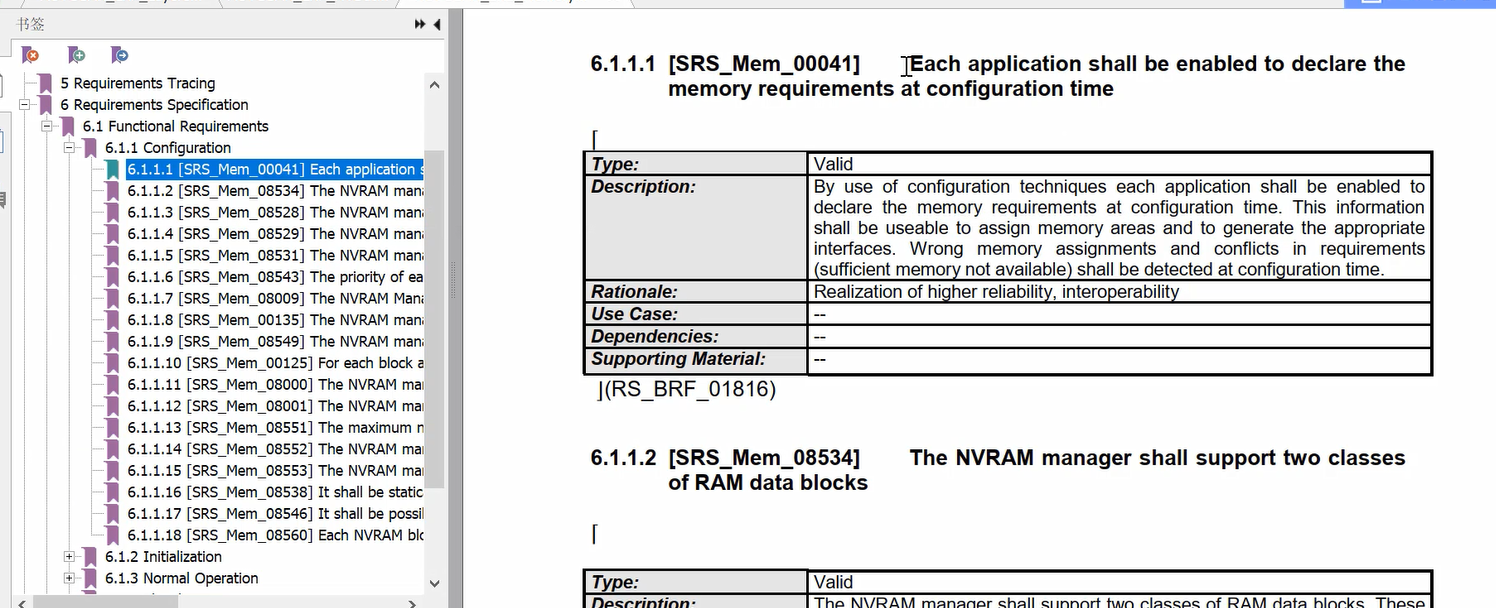 书签
5 Requirements Tracing
6 Requirements Specification
6.1 Functional Requirements
6.1.1 Configuration
6.1.1.1 [SRS_Mem_00041] Each application s
6.1.1.2 [SRS_Mem_08534] The NVRAM mana
6.1.1.3 [SRS_Mem_08528] The NVRAM mana
6.1.1.4 [SRS_Mem_08529] The NVRAM mana
6.1.1.5 [SRS_Mem_08531] The NVRAM mana
6.1.1.6 [SRS_Mem_08543] The priority of ea
6.1.1.7 [SRS_Mem_08009] The NVRAM Mana
6.1.1.8 [SRS_Mem_00135] The NVRAM mana
6.1.1.9 [SRS_Mem_08549] The NVRAM mana
6.1.1.10 [SRS_Mem_00125] For each block a
6.1.1.11 [SRS_Mem_08000] The NVRAM ma
6.1.1.12 [SRS_Mem_08001] The NVRAM ma
6.1.1.13 [SRS_Mem_08551] The maximum n
6.1.1.14 [SRS_Mem_08552] The NVRAM ma
6.1.1.15 [SRS_Mem_08553] The NVRAM ma
6.1.1.16 [SRS_Mem_08538] It shall be static
6.1.1.17 [SRS_Mem_08546] It shall be possil
6.1.1.18 [SRS_Mem_08560] Each NVRAM blo
6.1.2 Initialization
6.1.3 Normal Operation
6.1.1.1 [SRS_Mem_00041] Each application shall be enabled to declare the
memory requirements at configuration time
⌈
Type: Valid
Description: By use of configuration techniques each application shall be enabled to
declare the memory requirements at configuration time. This information
shall be useable to assign memory areas and to generate the appropriate
interfaces. Wrong memory assignments and conflicts in requirements
(sufficient memory not available) shall be detected at configuration time.
Rationale: Realization of higher reliability, interoperability
Use Case: --
Dependencies: --
Supporting Material: --
⌋(RS_BRF_01816)
6.1.1.2 [SRS_Mem_08534] The NVRAM manager shall support two classes
of RAM data blocks
⌈
Type: Valid
Description: The NVRAM manager shall support two classes of RAM data blocks. These